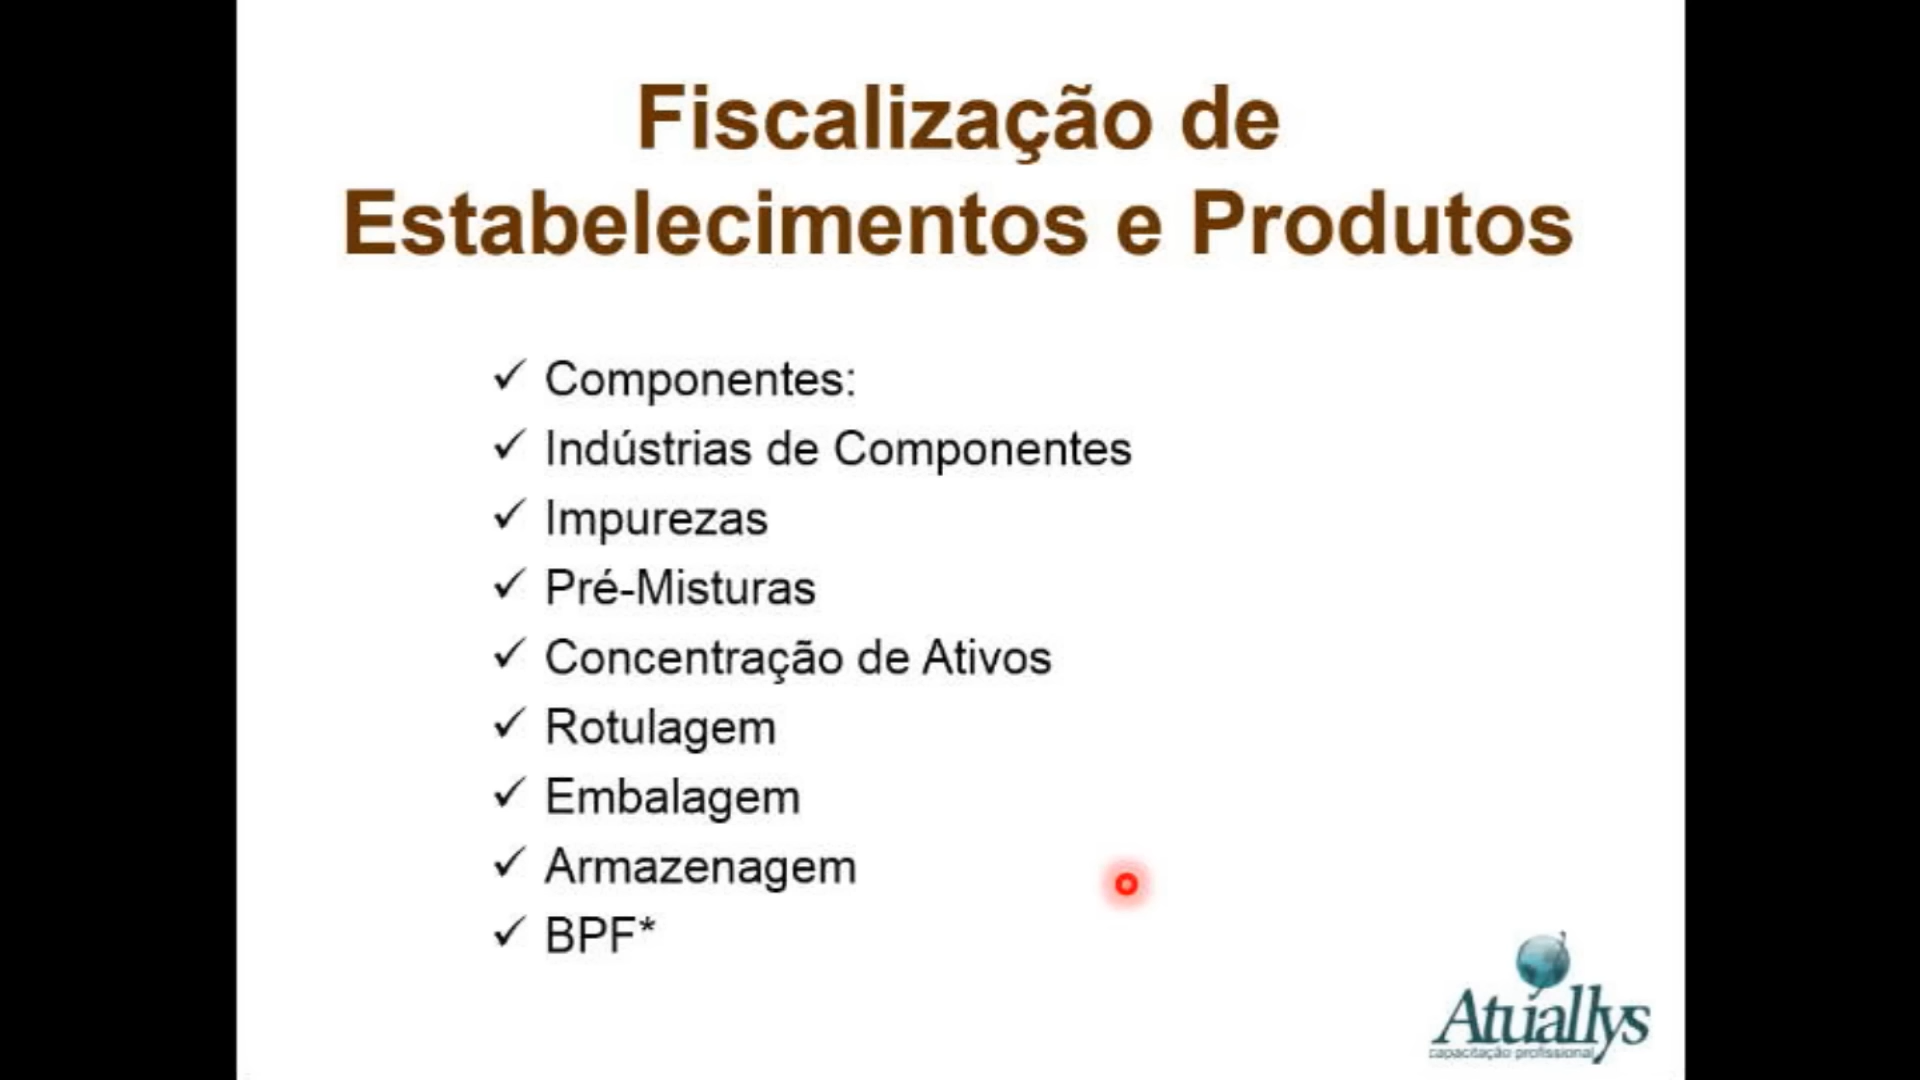 Fiscalização de
Estabelecimentos e Produtos
✓ Componentes:
✓ Indústrias de Componentes
✓ Impurezas
✓ Pré-Misturas
✓ Concentração de Ativos
✓ Rotulagem
✓ Embalagem
✓ Armazenagem
✓ BPF*
Atuallys
capacitação profissional